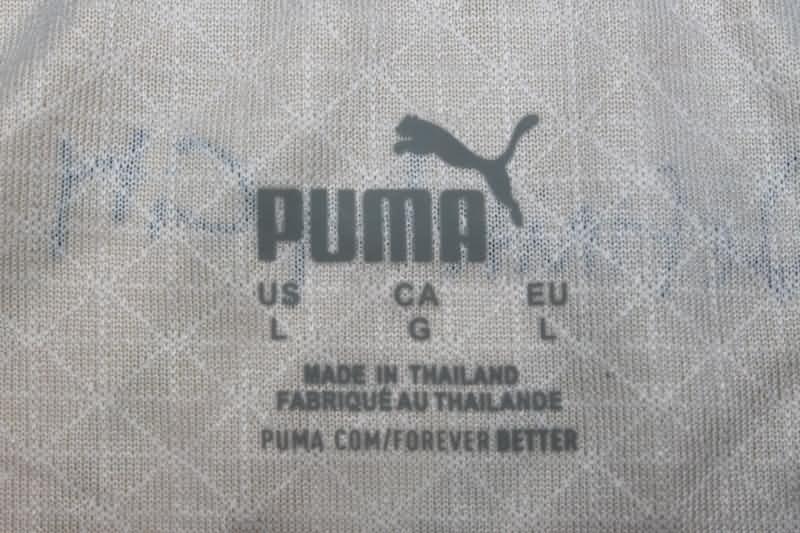 PUMA
US CA EU
L G L
MADE IN THAILAND
FABRIQUÉ AU THAILANDE
PUMA.COM/FOREVER BETTER